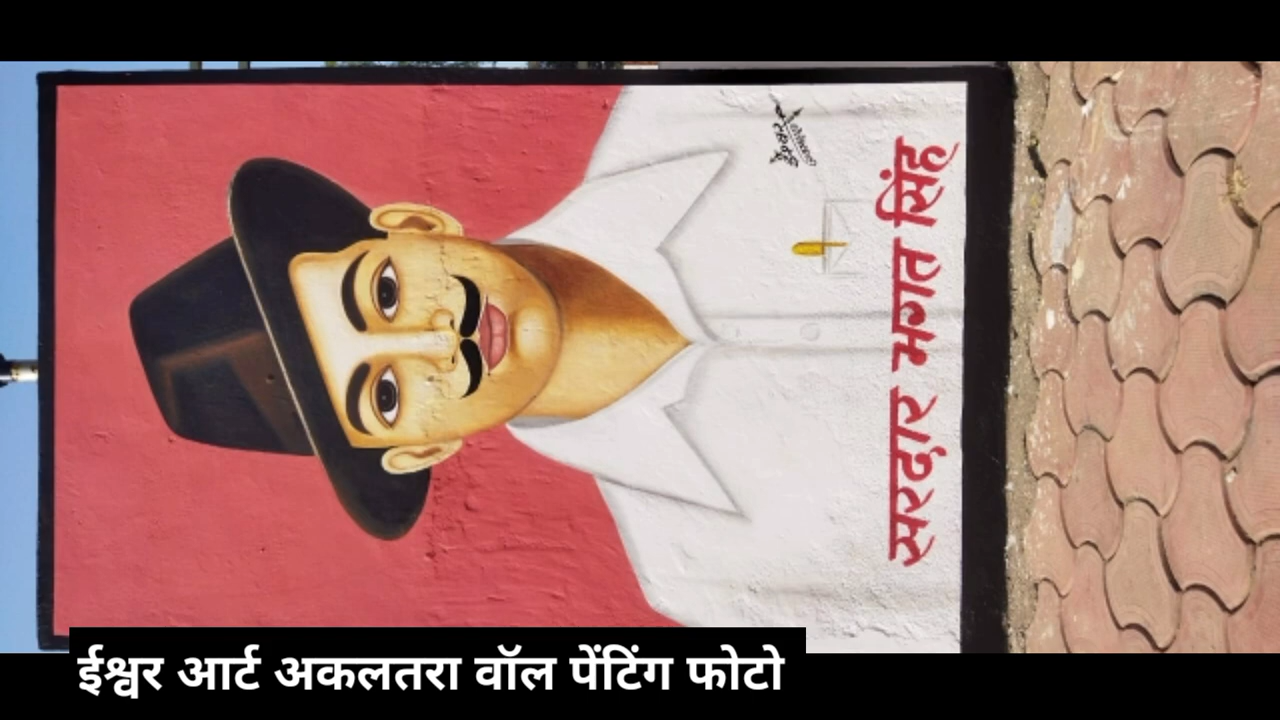 सरदार भगत सिंह
ईश्वर आर्ट अकलतरा वॉल पेंटिंग फोटो